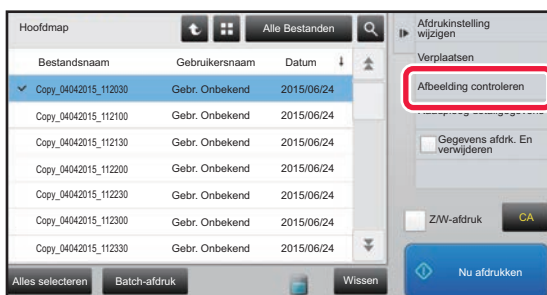 Hoofdmap
Alle Bestanden
Bestandsnaam Gebruikersnaam Datum
Copy_04042015_112030 Gebr. Onbekend 2015/06/24
Copy_04042015_112100 Gebr. Onbekend 2015/06/24
Copy_04042015_112130 Gebr. Onbekend 2015/06/24
Copy_04042015_112200 Gebr. Onbekend 2015/06/24
Copy_04042015_112230 Gebr. Onbekend 2015/06/24
Copy_04042015_112300 Gebr. Onbekend 2015/06/24
Copy_04042015_112330 Gebr. Onbekend 2015/06/24
Alles selecteren Batch-afdruk Wissen
Afdrukinstelling
wijzigen
Verplaatsen
Afbeelding controleren
Gegevens afdrk. En
verwijderen
Z/W-afdruk CA
Nu afdrukken